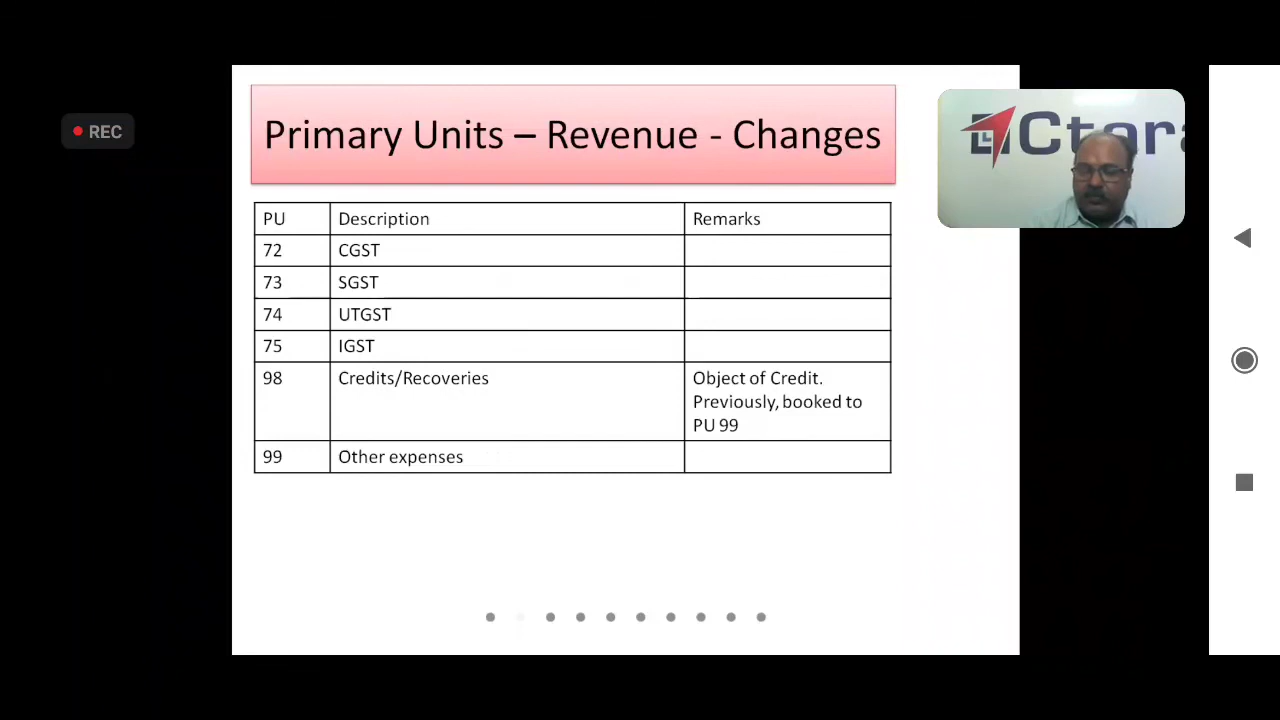 REC
Primary Units – Revenue - Changes
PU Description Remarks
72 CGST
73 SGST
74 UTGST
75 IGST
98 Credits/Recoveries Object of Credit.
Previously, booked to
PU 99
99 Other expenses